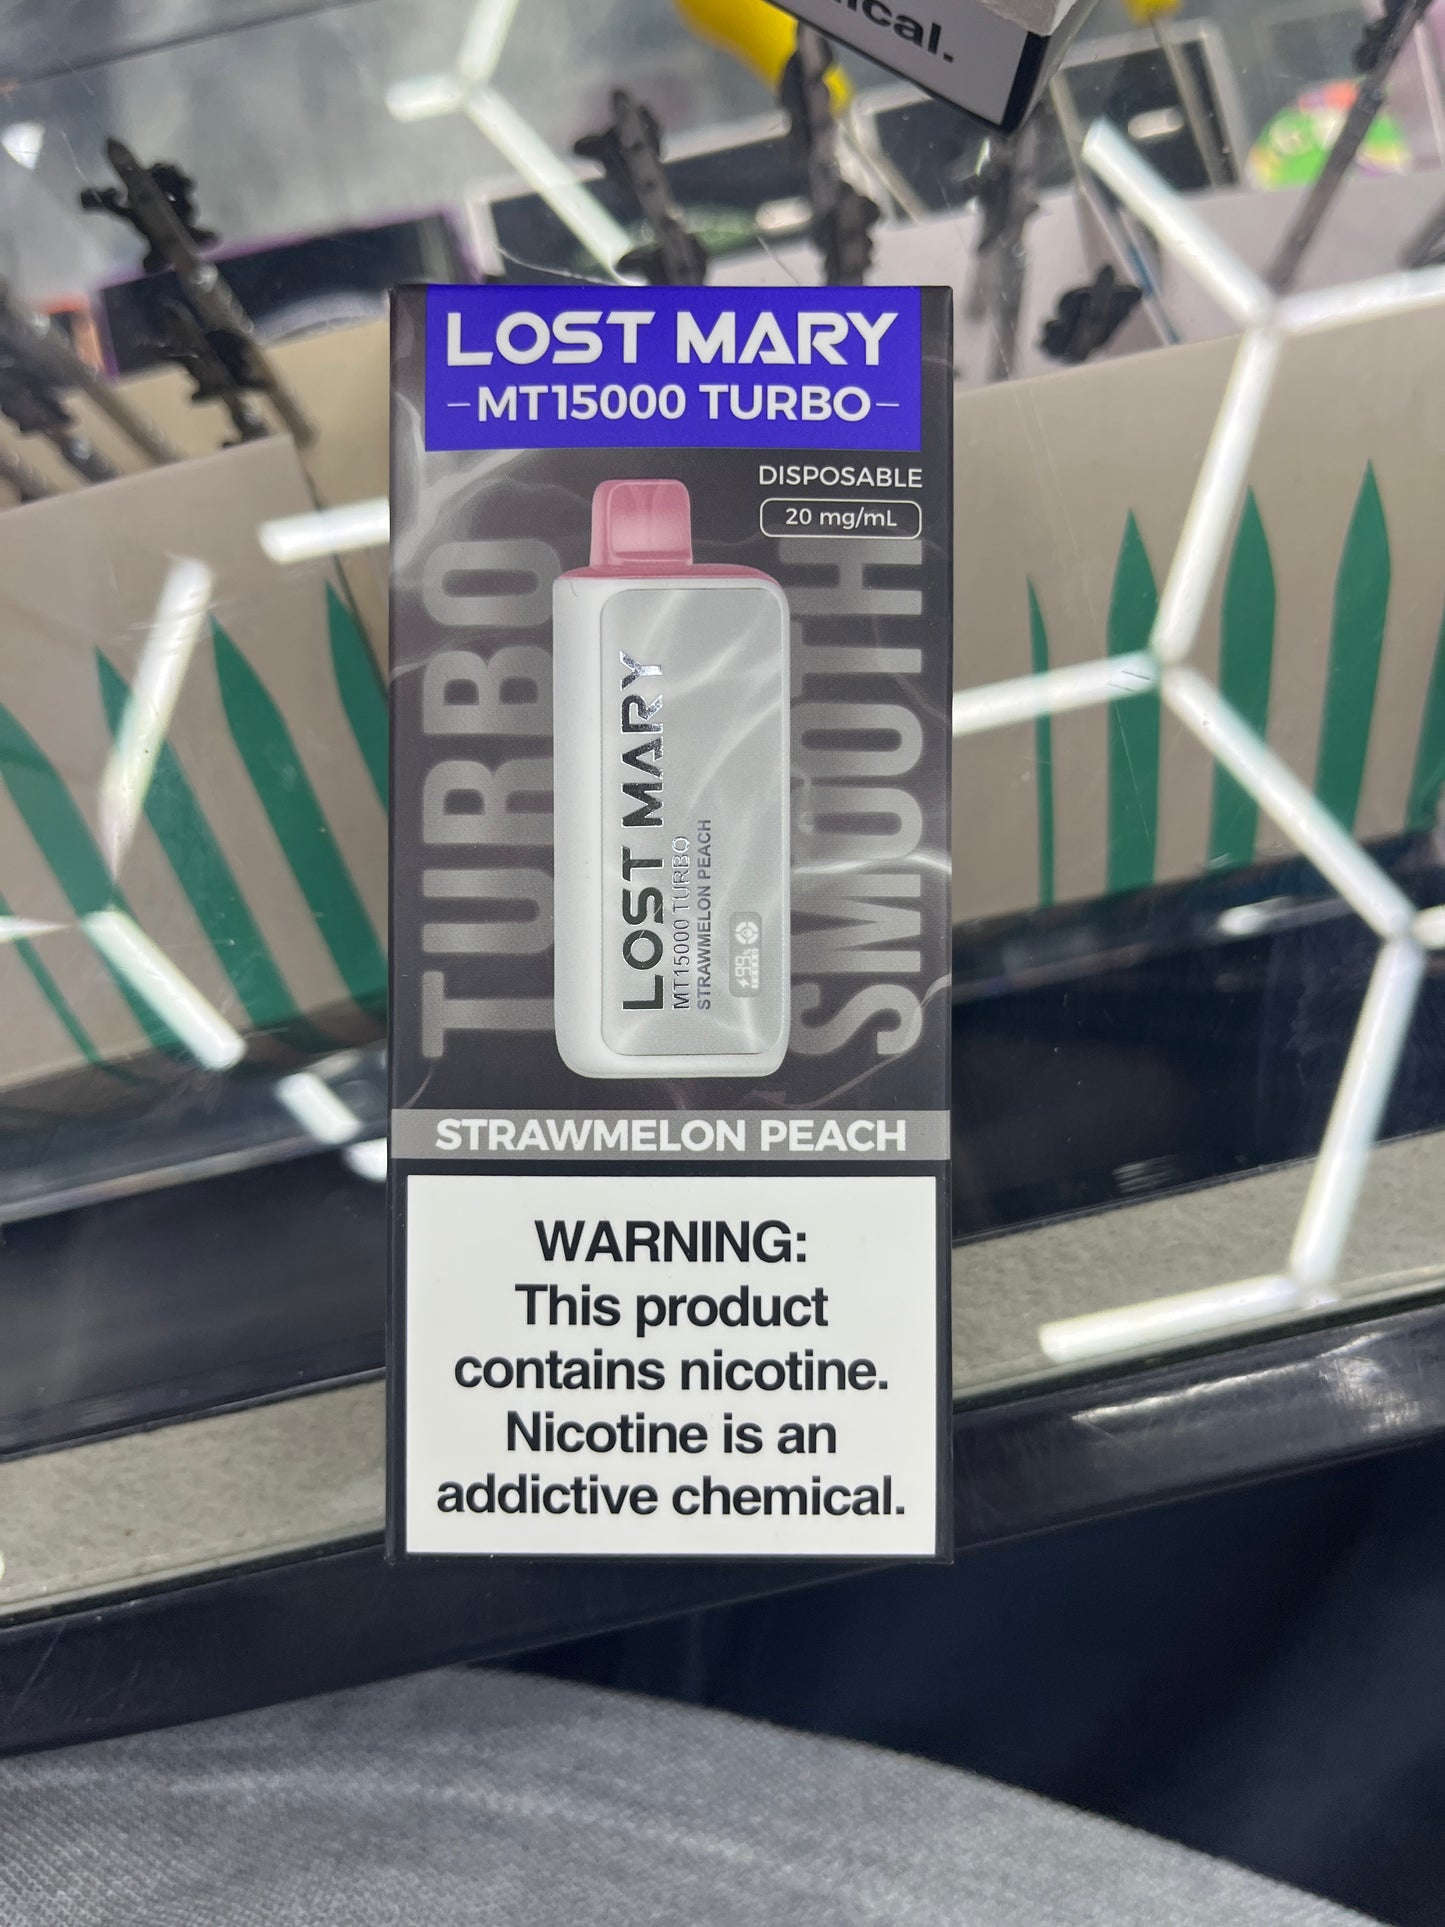 ical.
LOST MARY
-MT15000 TURBO-
DISPOSABLE
20 mg/mL
TURBO
SMOOTH
LOST MARY
MT15000 TURBO
STRAWMELON PEACH
99%
STRAWMELON PEACH
WARNING:
This product
contains nicotine.
Nicotine is an
addictive chemical.